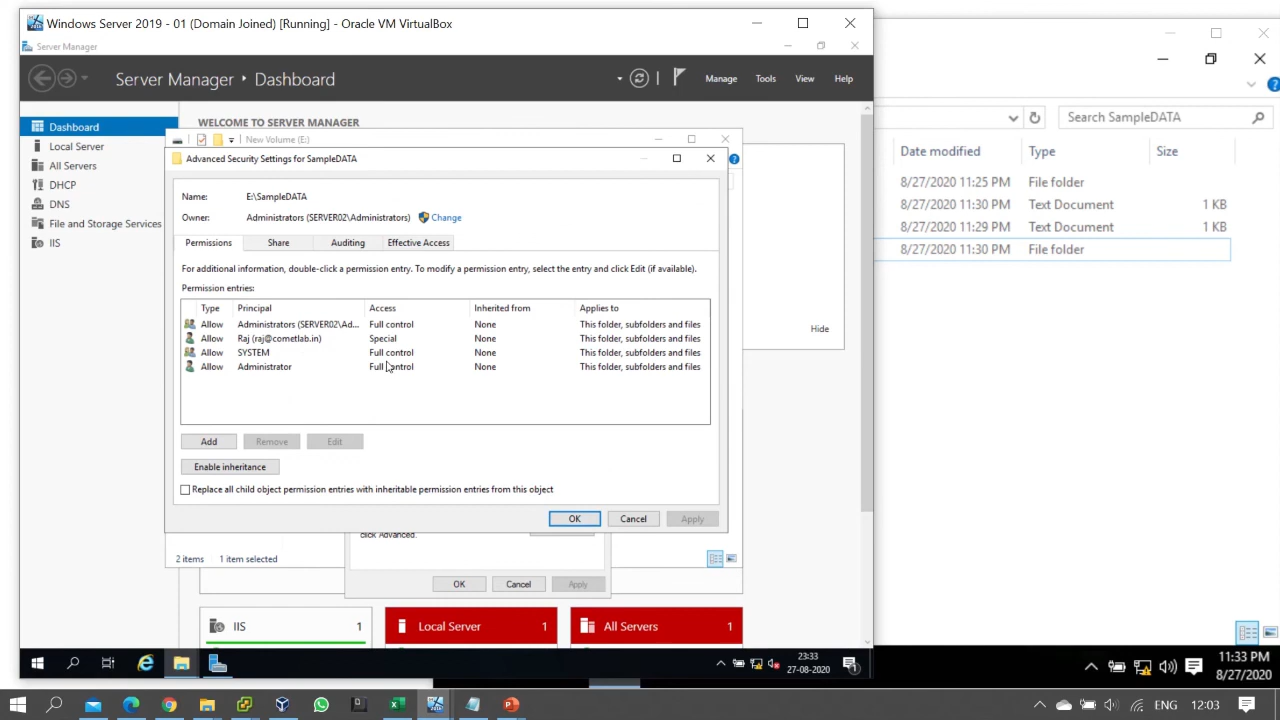 Windows Server 2019 - 01 (Domain Joined) [Running] - Oracle VM VirtualBox
Server Manager
Server Manager • Dashboard
Manage Tools View Help
Search SampleDATA
Dashboard
Local Server
All Servers
DHCP
DNS
File and Storage Services
IIS
WELCOME TO SERVER MANAGER
New Volume (E:)
Advanced Security Settings for SampleDATA
Name: E:\SampleDATA
Owner: Administrators (SERVER02\Administrators) Change
Permissions Share Auditing Effective Access
For additional information, double-click a permission entry. To modify a permission entry, select the entry and click Edit (if available).
Permission entries:
Type Principal Access Inherited from Applies to
Allow Administrators (SERVER02\Ad... Full control None This folder, subfolders and files
Allow Raj (raj@cometlab.in) Special None This folder, subfolders and files
Allow SYSTEM Full control None This folder, subfolders and files
Allow Administrator Full control None This folder, subfolders and files
Add Remove Edit
Enable inheritance
Replace all child object permission entries with inheritable permission entries from this object
OK Cancel Apply
click Advanced.
2 items 1 item selected
OK Cancel Apply
Hide
IIS 1
Local Server 1
All Servers 1
23:33
27-08-2020
1
Date modified Type Size
8/27/2020 11:25 PM File folder
8/27/2020 11:30 PM Text Document 1 KB
8/27/2020 11:29 PM Text Document 1 KB
8/27/2020 11:30 PM File folder
11:33 PM
8/27/2020
ENG 12:03